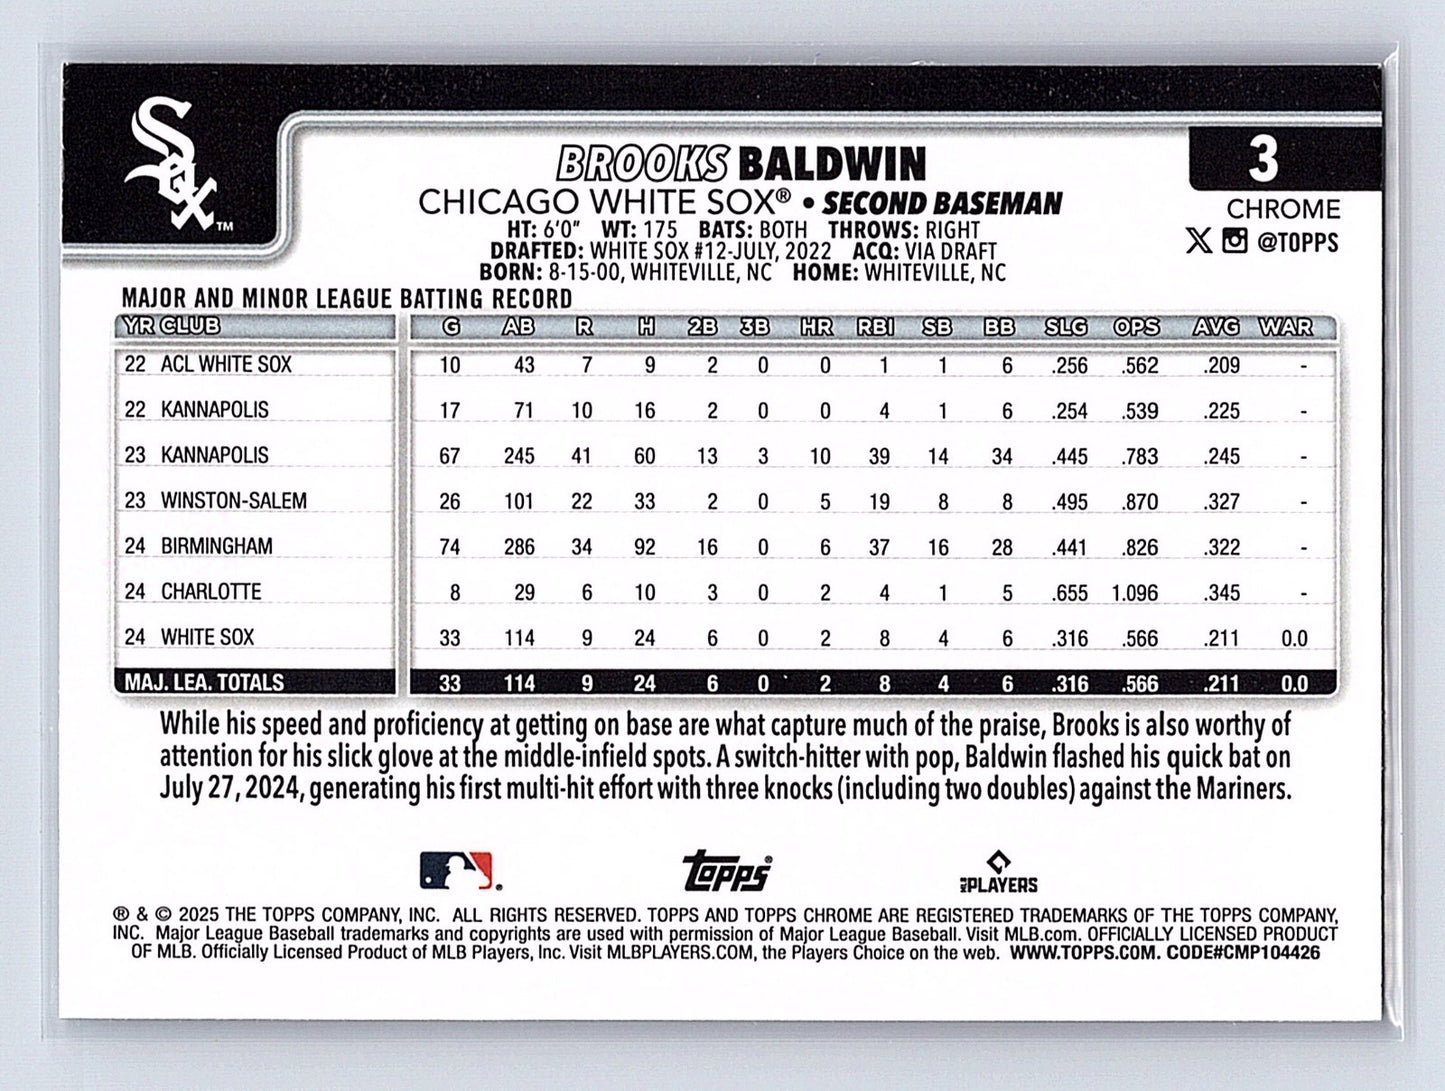 Sox™
BROOKS BALDWIN
3
CHICAGO WHITE SOX® • SECOND BASEMAN
CHROME
HT: 6'0" WT: 175 BATS: BOTH THROWS: RIGHT
@TOPPS
DRAFTED: WHITE SOX #12-JULY, 2022 ACQ: VIA DRAFT
BORN: 8-15-00, WHITEVILLE, NC HOME: WHITEVILLE, NC
MAJOR AND MINOR LEAGUE BATTING RECORD
YR CLUB G AB R H 2B 3B HR RBI SB BB SLG OPS AVG WAR
22 ACL WHITE SOX 10 43 7 9 2 0 0 1 1 6 .256 .562 .209 -
22 KANNAPOLIS 17 71 10 16 2 0 0 4 1 6 .254 .539 .225 -
23 KANNAPOLIS 67 245 41 60 13 3 10 39 14 34 .445 .783 .245 -
23 WINSTON-SALEM 26 101 22 33 2 0 5 19 8 8 .495 .870 .327 -
24 BIRMINGHAM 74 286 34 92 16 0 6 37 16 28 .441 .826 .322 -
24 CHARLOTTE 8 29 6 10 3 0 2 4 1 5 .655 1.096 .345 -
24 WHITE SOX 33 114 9 24 6 0 2 8 4 6 .316 .566 .211 0.0
MAJ. LEA. TOTALS 33 114 9 24 6 0 2 8 4 6 .316 .566 .211 0.0
While his speed and proficiency at getting on base are what capture much of the praise, Brooks is also worthy of
attention for his slick glove at the middle-infield spots. A switch-hitter with pop, Baldwin flashed his quick bat on
July 27, 2024, generating his first multi-hit effort with three knocks (including two doubles) against the Mariners.
topps® MLB PLAYERS
® & © 2025 THE TOPPS COMPANY, INC. ALL RIGHTS RESERVED. TOPPS AND TOPPS CHROME ARE REGISTERED TRADEMARKS OF THE TOPPS COMPANY,
INC. Major League Baseball trademarks and copyrights are used with permission of Major League Baseball. Visit MLB.com. OFFICIALLY LICENSED PRODUCT
OF MLB. Officially Licensed Product of MLB Players, Inc. Visit MLBPLAYERS.COM, the Players Choice on the web. WWW.TOPPS.COM. CODE#CMP104426